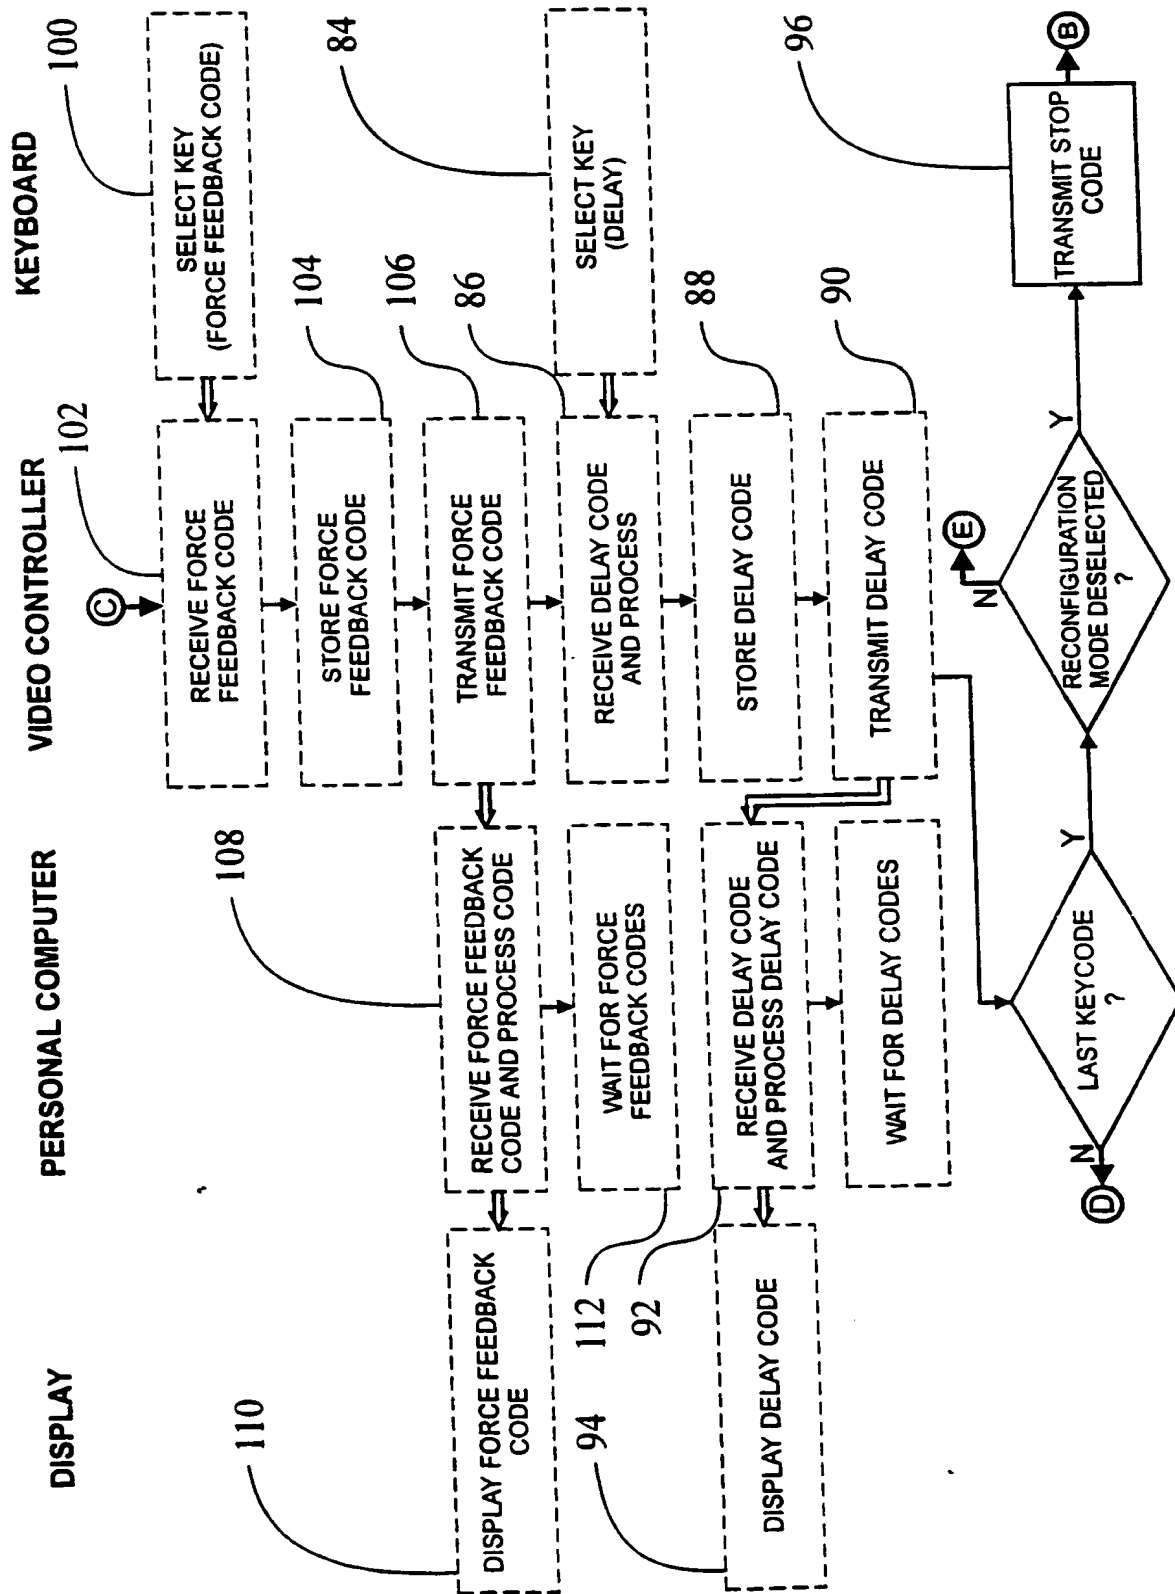 DISPLAY
PERSONAL COMPUTER
VIDEO CONTROLLER
KEYBOARD
C
102
100
RECEIVE FORCE
FEEDBACK CODE
SELECT KEY
(FORCE FEEDBACK CODE)
STORE FORCE
FEEDBACK CODE
104
110
108
DISPLAY FORCE FEEDBACK
CODE
RECEIVE FORCE FEEDBACK
CODE AND PROCESS CODE
TRANSMIT FORCE
FEEDBACK CODE
106
86
84
112
WAIT FOR FORCE
FEEDBACK CODES
RECEIVE DELAY CODE
AND PROCESS
SELECT KEY
(DELAY)
94
92
DISPLAY DELAY CODE
RECEIVE DELAY CODE
AND PROCESS DELAY CODE
STORE DELAY CODE
88
WAIT FOR DELAY CODES
TRANSMIT DELAY CODE
90
96
D
N
LAST KEYCODE
?
Y
E
N
RECONFIGURATION
MODE DESELECTED
?
Y
TRANSMIT STOP
CODE
B